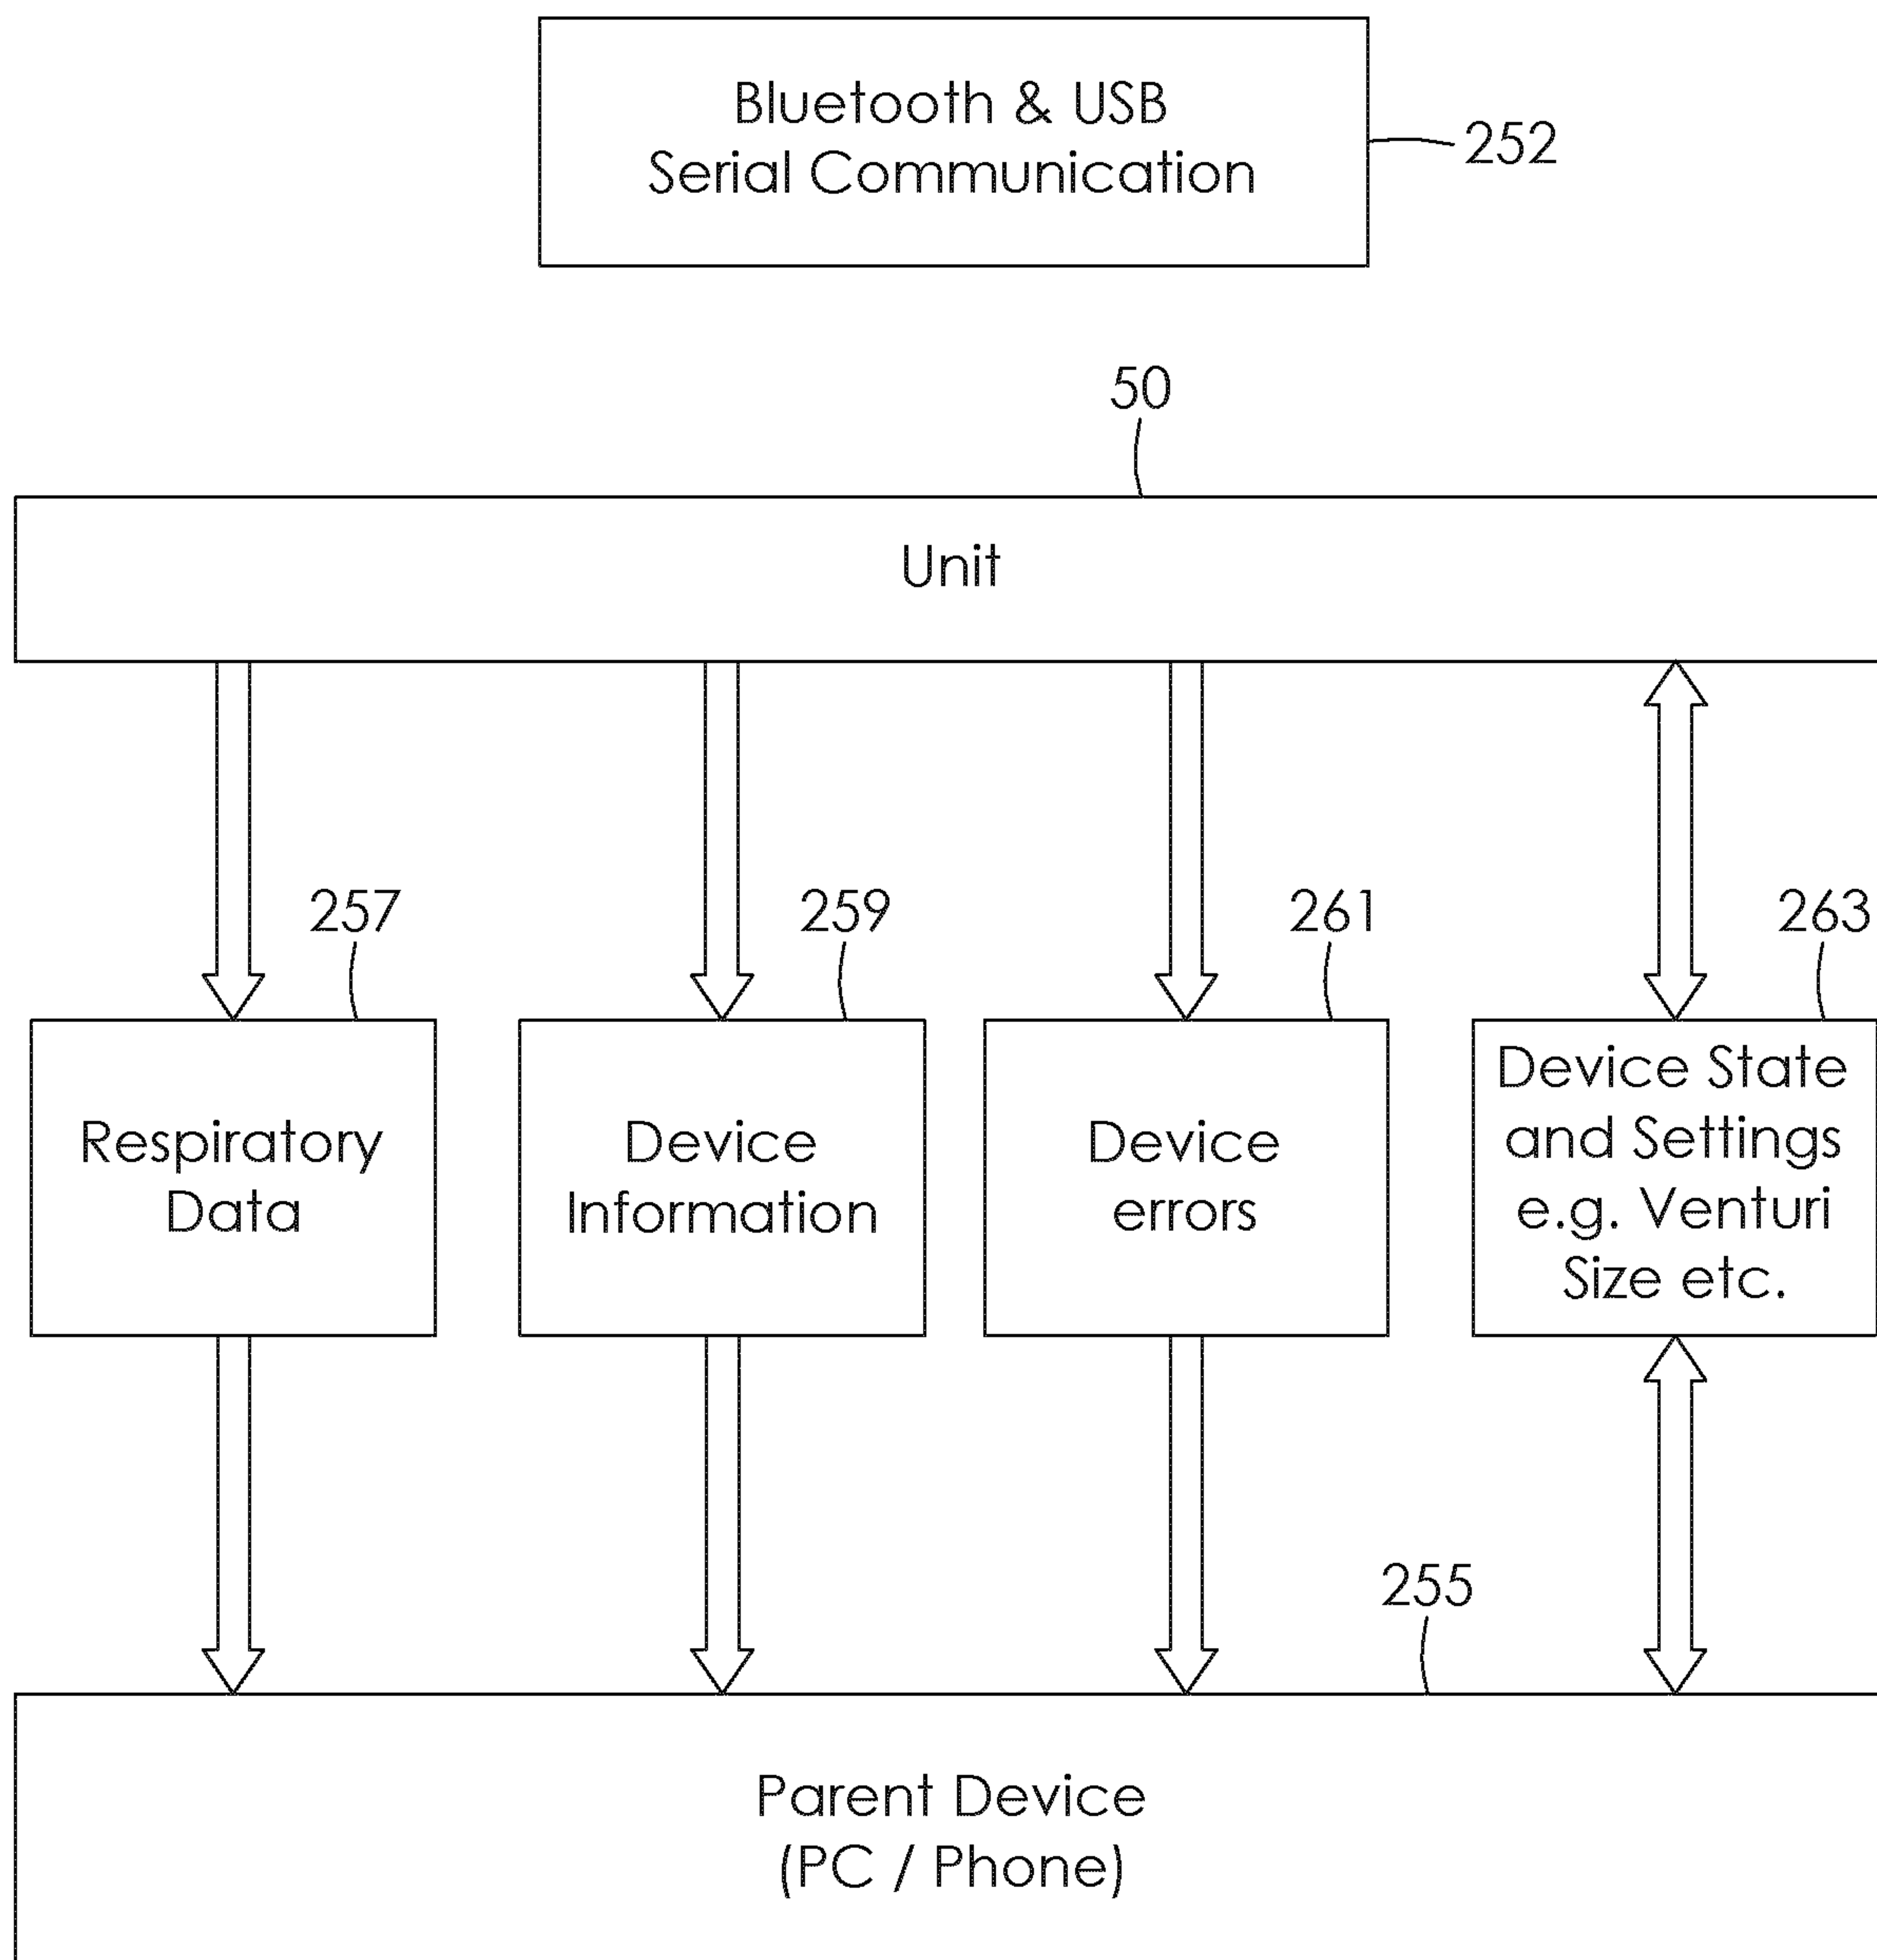 Bluetooth & USB
Serial Communication
252
50
Unit
257
259
261
263
Respiratory
Data
Device
Information
Device
errors
Device State
and Settings
e.g. Venturi
Size etc.
255
Parent Device
(PC / Phone)